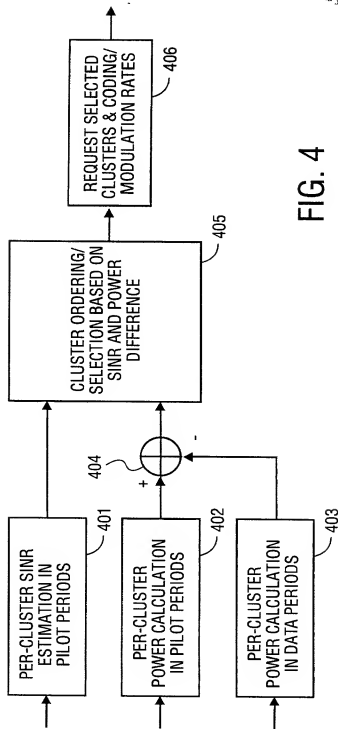 PER-CLUSTER SINR
ESTIMATION IN
PILOT PERIODS
401
PER-CLUSTER
POWER CALCULATION
IN PILOT PERIODS
402
PER-CLUSTER
POWER CALCULATION
IN DATA PERIODS
403
404
+
-
CLUSTER ORDERING/
SELECTION BASED ON
SINR AND POWER
DIFFERENCE
405
REQUEST SELECTED
CLUSTERS & CODING/
MODULATION RATES
406
FIG. 4